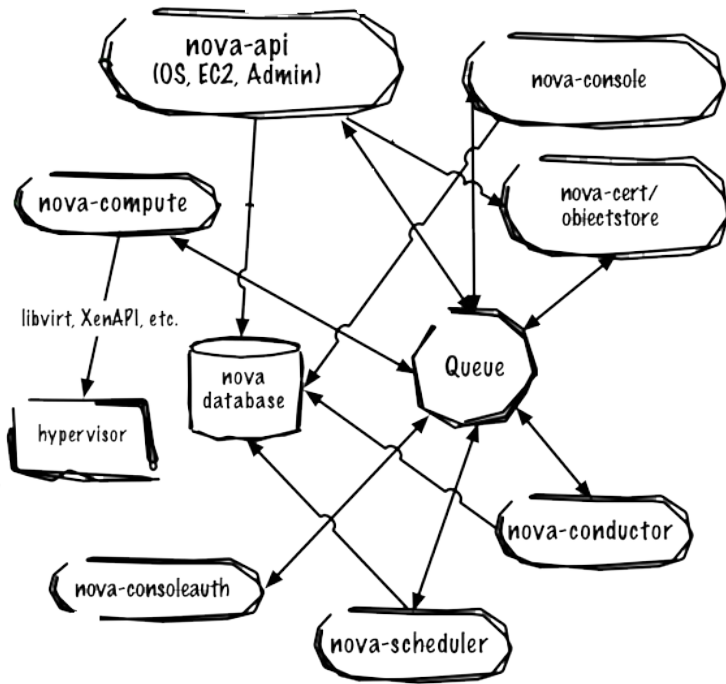 nova-api
(OS, EC2, Admin)
nova-console
nova-compute
nova-cert/
obiectstore
libvirt, XenAPI, etc.
nova
database
Queue
hypervisor
nova-conductor
nova-consoleauth
nova-scheduler